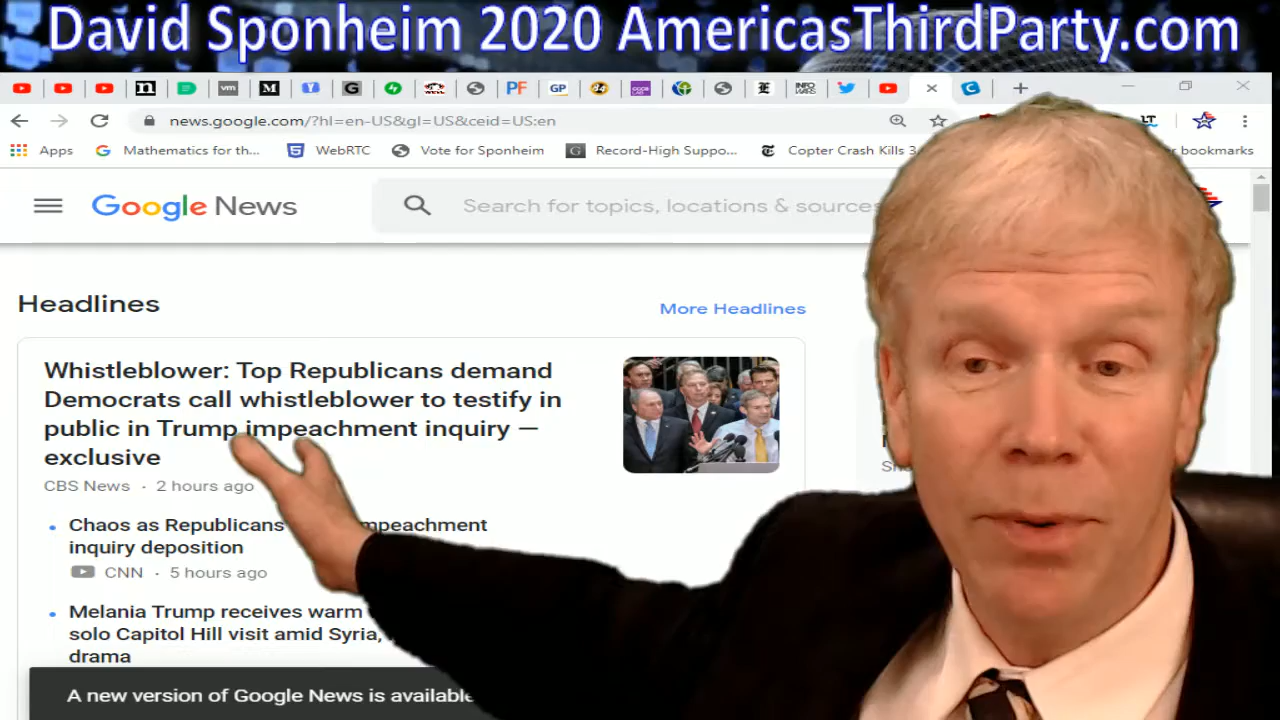 David Sponheim 2020 AmericasThirdParty.com
news.google.com/?hl=en-US&gl=US&ceid=US:en
Apps Mathematics for th... WebRTC Vote for Sponheim Record-High Suppo... Copter Crash Kills 3 bookmarks
Google News
Search for topics, locations & sources
Headlines
More Headlines
Whistleblower: Top Republicans demand
Democrats call whistleblower to testify in
public in Trump impeachment inquiry —
exclusive
CBS News · 2 hours ago
Chaos as Republicans impeachment
inquiry deposition
CNN · 5 hours ago
Melania Trump receives warm
solo Capitol Hill visit amid Syria,
drama
A new version of Google News is available